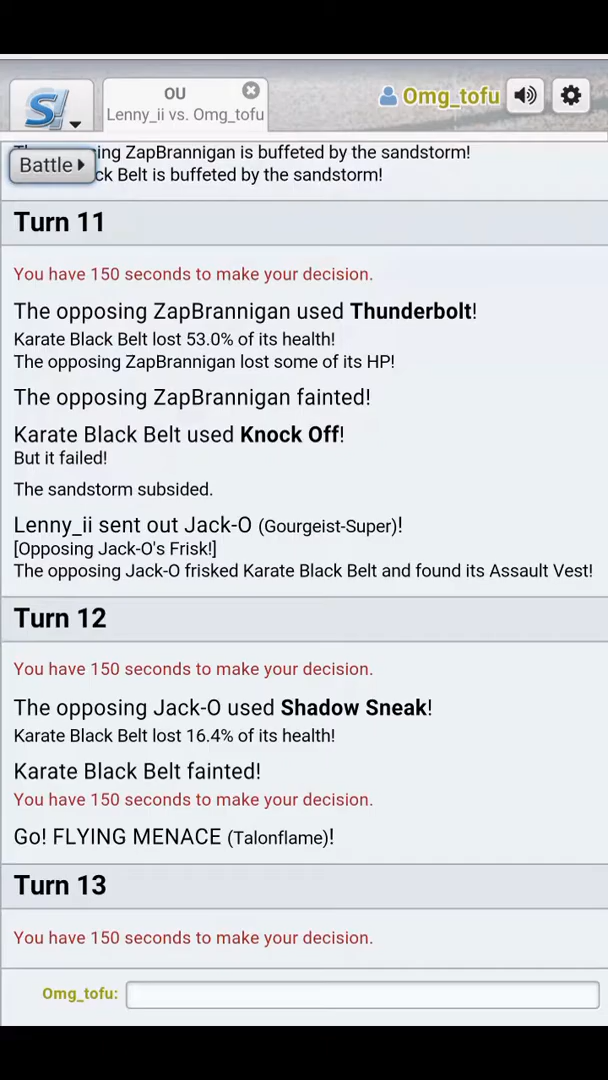 OU
Lenny_ii vs. Omg_tofu
Omg_tofu
Battle
ing ZapBrannigan is buffeted by the sandstorm!
ck Belt is buffeted by the sandstorm!
Turn 11
You have 150 seconds to make your decision.
The opposing ZapBrannigan used Thunderbolt!
Karate Black Belt lost 53.0% of its health!
The opposing ZapBrannigan lost some of its HP!
The opposing ZapBrannigan fainted!
Karate Black Belt used Knock Off!
But it failed!
The sandstorm subsided.
Lenny_ii sent out Jack-O (Gourgeist-Super)!
[Opposing Jack-O's Frisk!]
The opposing Jack-O frisked Karate Black Belt and found its Assault Vest!
Turn 12
You have 150 seconds to make your decision.
The opposing Jack-O used Shadow Sneak!
Karate Black Belt lost 16.4% of its health!
Karate Black Belt fainted!
You have 150 seconds to make your decision.
Go! FLYING MENACE (Talonflame)!
Turn 13
You have 150 seconds to make your decision.
Omg_tofu: